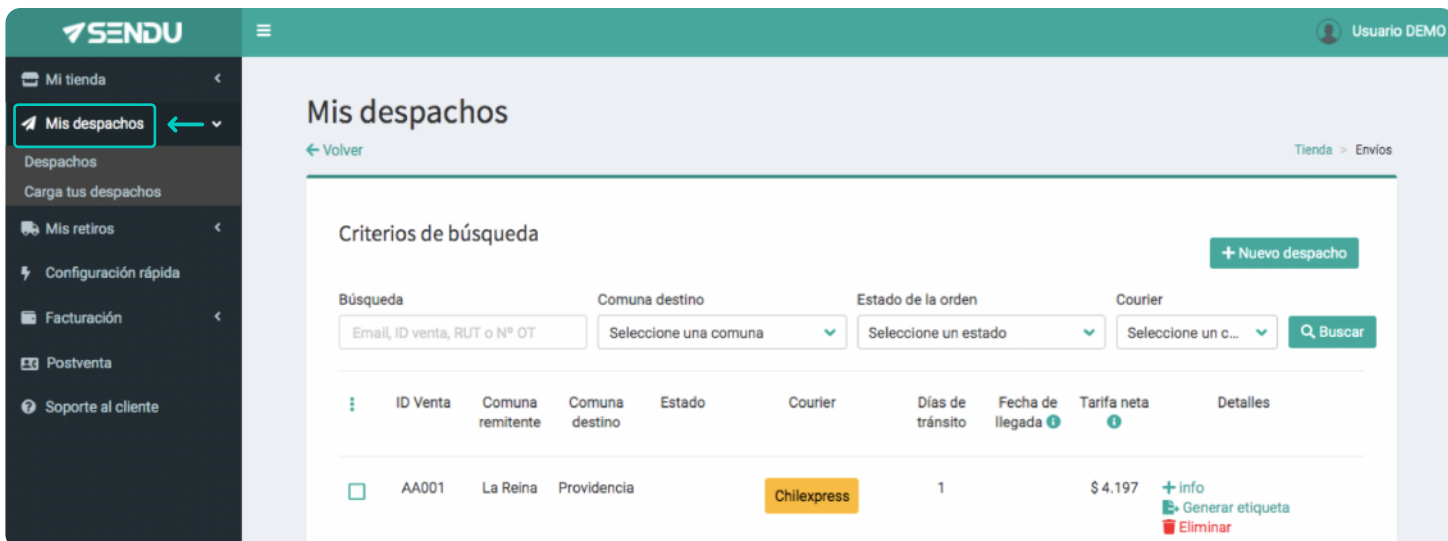 SENDU
Usuario DEMO
Mi tienda
Mis despachos
Despachos
Carga tus despachos
Mis retiros
Configuración rápida
Facturación
Postventa
Soporte al cliente
Mis despachos
Volver
Tienda > Envíos
Criterios de búsqueda
+ Nuevo despacho
Búsqueda Comuna destino Estado de la orden Courier
Email, ID venta, RUT o Nº OT Seleccione una comuna Seleccione un estado Seleccione un c... Buscar
ID Venta Comuna Comuna Estado Courier Días de Fecha de Tarifa neta Detalles
remitente destino tránsito llegada
AA001 La Reina Providencia Chilexpress 1 $ 4.197 + info
Generar etiqueta
Eliminar